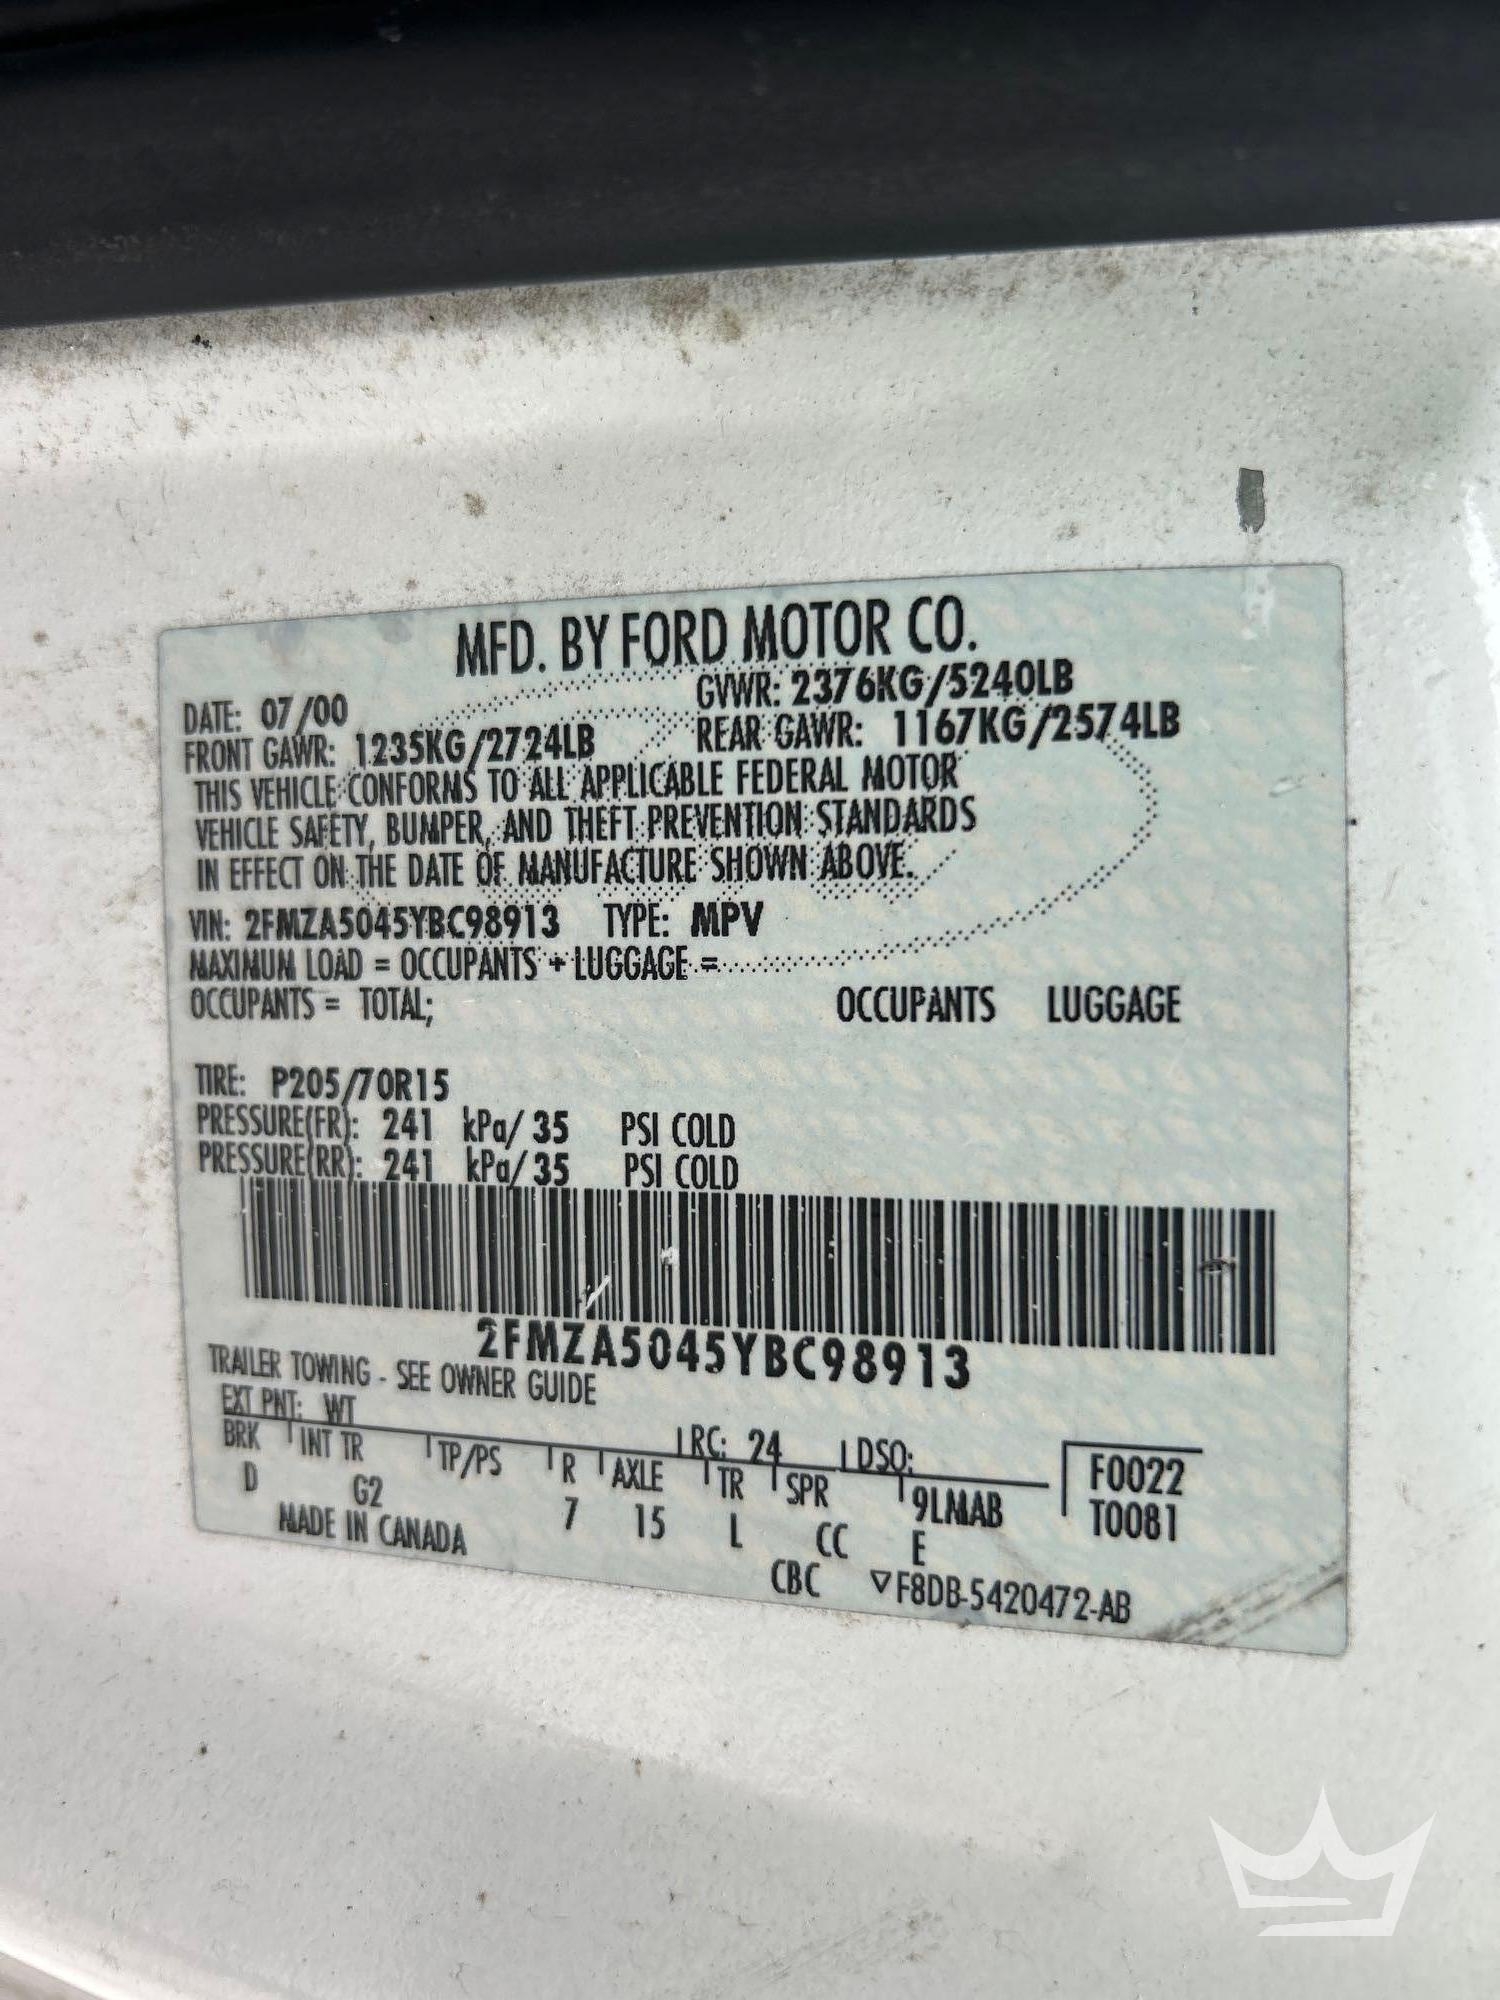 MFD. BY FORD MOTOR CO.
DATE: 07/00 GVWR: 2376KG/5240LB
FRONT GAWR: 1235KG/2724LB REAR GAWR: 1167KG/2574LB
THIS VEHICLE CONFORMS TO ALL APPLICABLE FEDERAL MOTOR
VEHICLE SAFETY, BUMPER, AND THEFT PREVENTION STANDARDS
IN EFFECT ON THE DATE OF MANUFACTURE SHOWN ABOVE.
VIN: 2FMZA5045YBC98913 TYPE: MPV
MAXIMUM LOAD = OCCUPANTS + LUGGAGE =
OCCUPANTS = TOTAL; OCCUPANTS LUGGAGE
TIRE: P205/70R15
PRESSURE(FR): 241 kPa/ 35 PSI COLD
PRESSURE(RR): 241 kPa/ 35 PSI COLD
2FMZA5045YBC98913
TRAILER TOWING - SEE OWNER GUIDE
EXT PNT: WT RC: 24 DSO: F0022
BRK INT TR TP/PS R AXLE TR SPR 9LMAB T0081
D G2 7 15 L CC E
MADE IN CANADA CBC ▽F8DB-5420472-AB